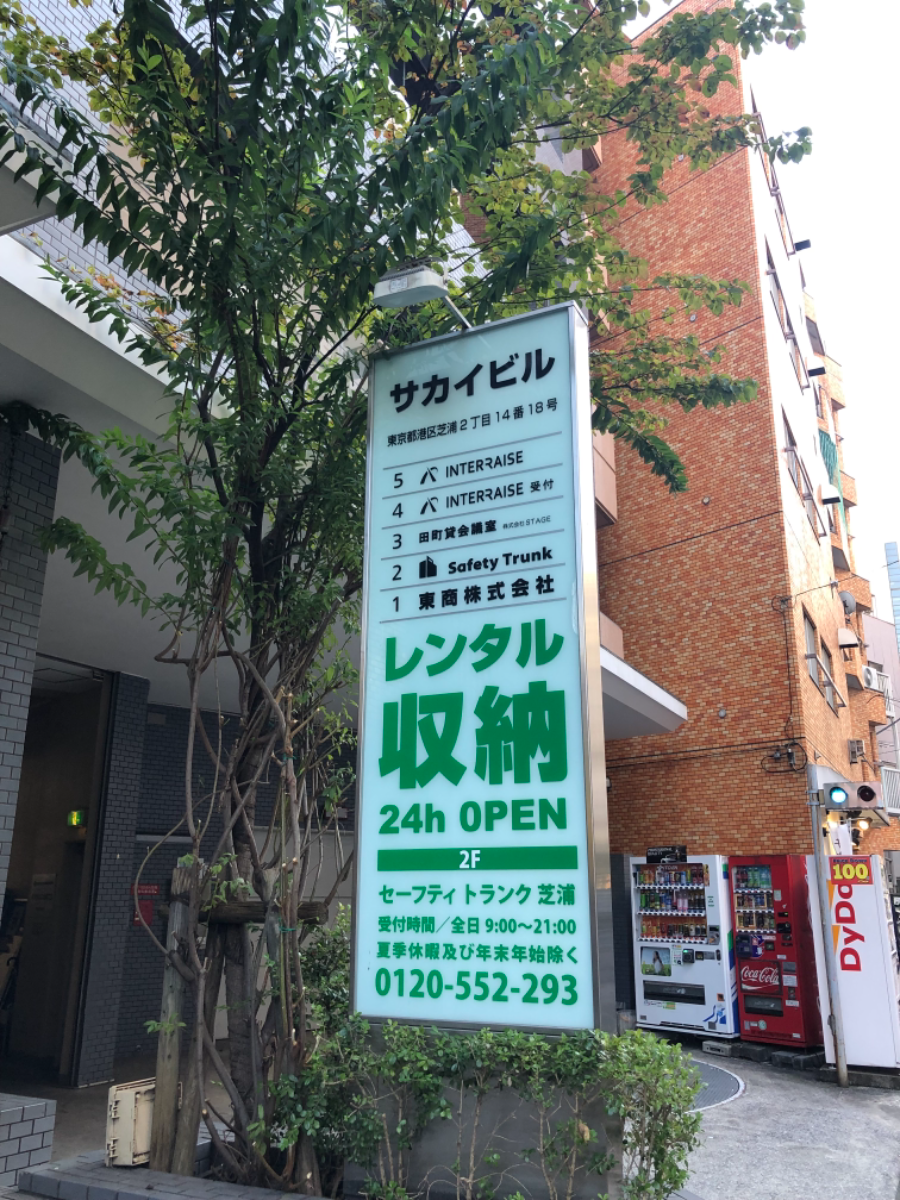 サカイビル
東京都港区芝浦2丁目14番18号
5 INTERRAISE
4 INTERRAISE 受付
3 田町貸会議室 株式会社STAGE
2 Safety Trunk
1 東商株式会社
レンタル
収納
24h OPEN
2F
セーフティトランク 芝浦
受付時間／全日 9:00～21:00
夏季休暇及び年末年始除く
0120-552-293
Coca-Cola
100
DyDo